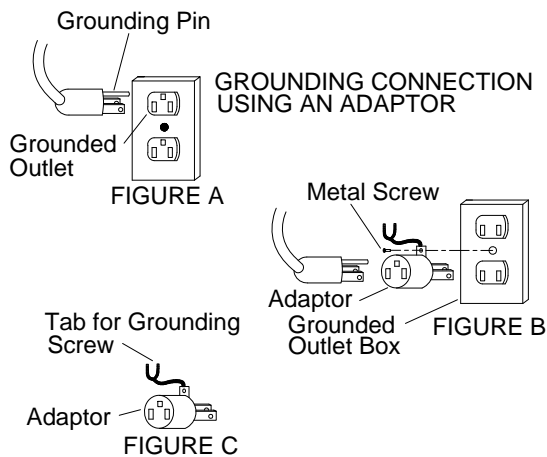 Grounding Pin
GROUNDING CONNECTION
USING AN ADAPTOR
Grounded
Outlet
FIGURE A
Metal Screw
Adaptor
Grounded
Outlet Box
FIGURE B
Tab for Grounding
Screw
Adaptor
FIGURE C